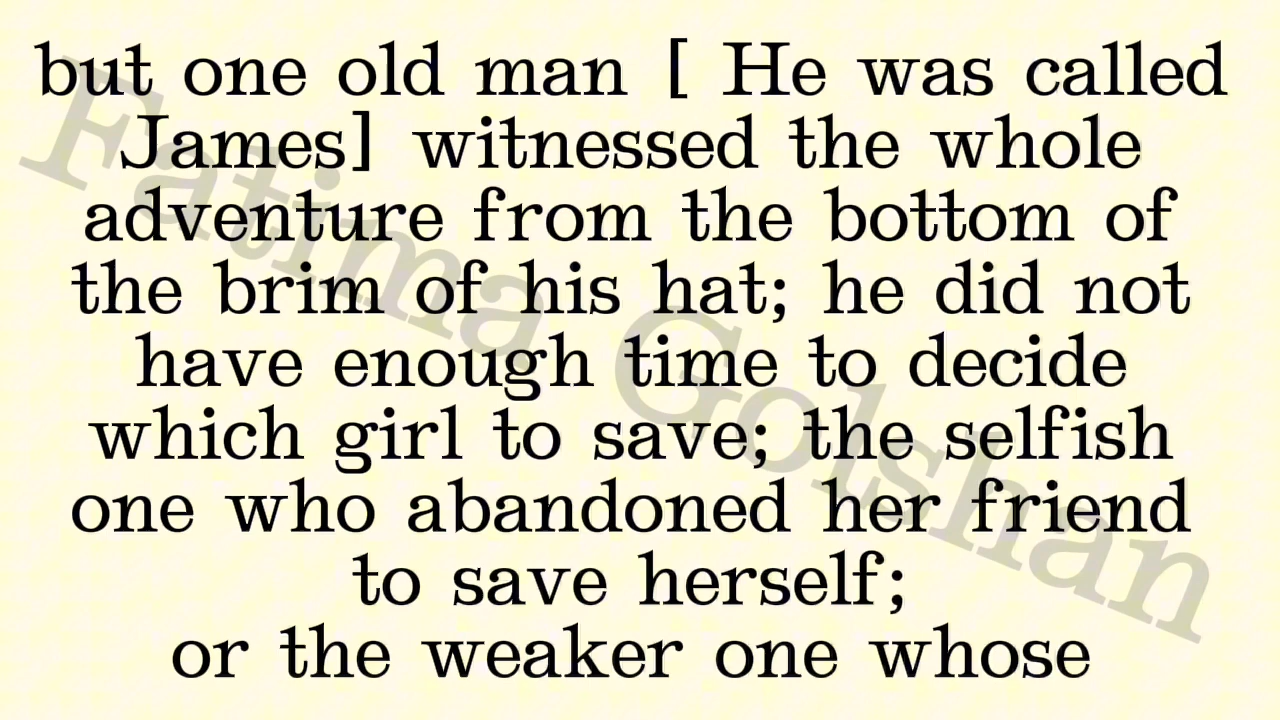 but one old man [ He was called
James] witnessed the whole
adventure from the bottom of
the brim of his hat; he did not
have enough time to decide
which girl to save; the selfish
one who abandoned her friend
to save herself;
or the weaker one whose
Fatima Golshan